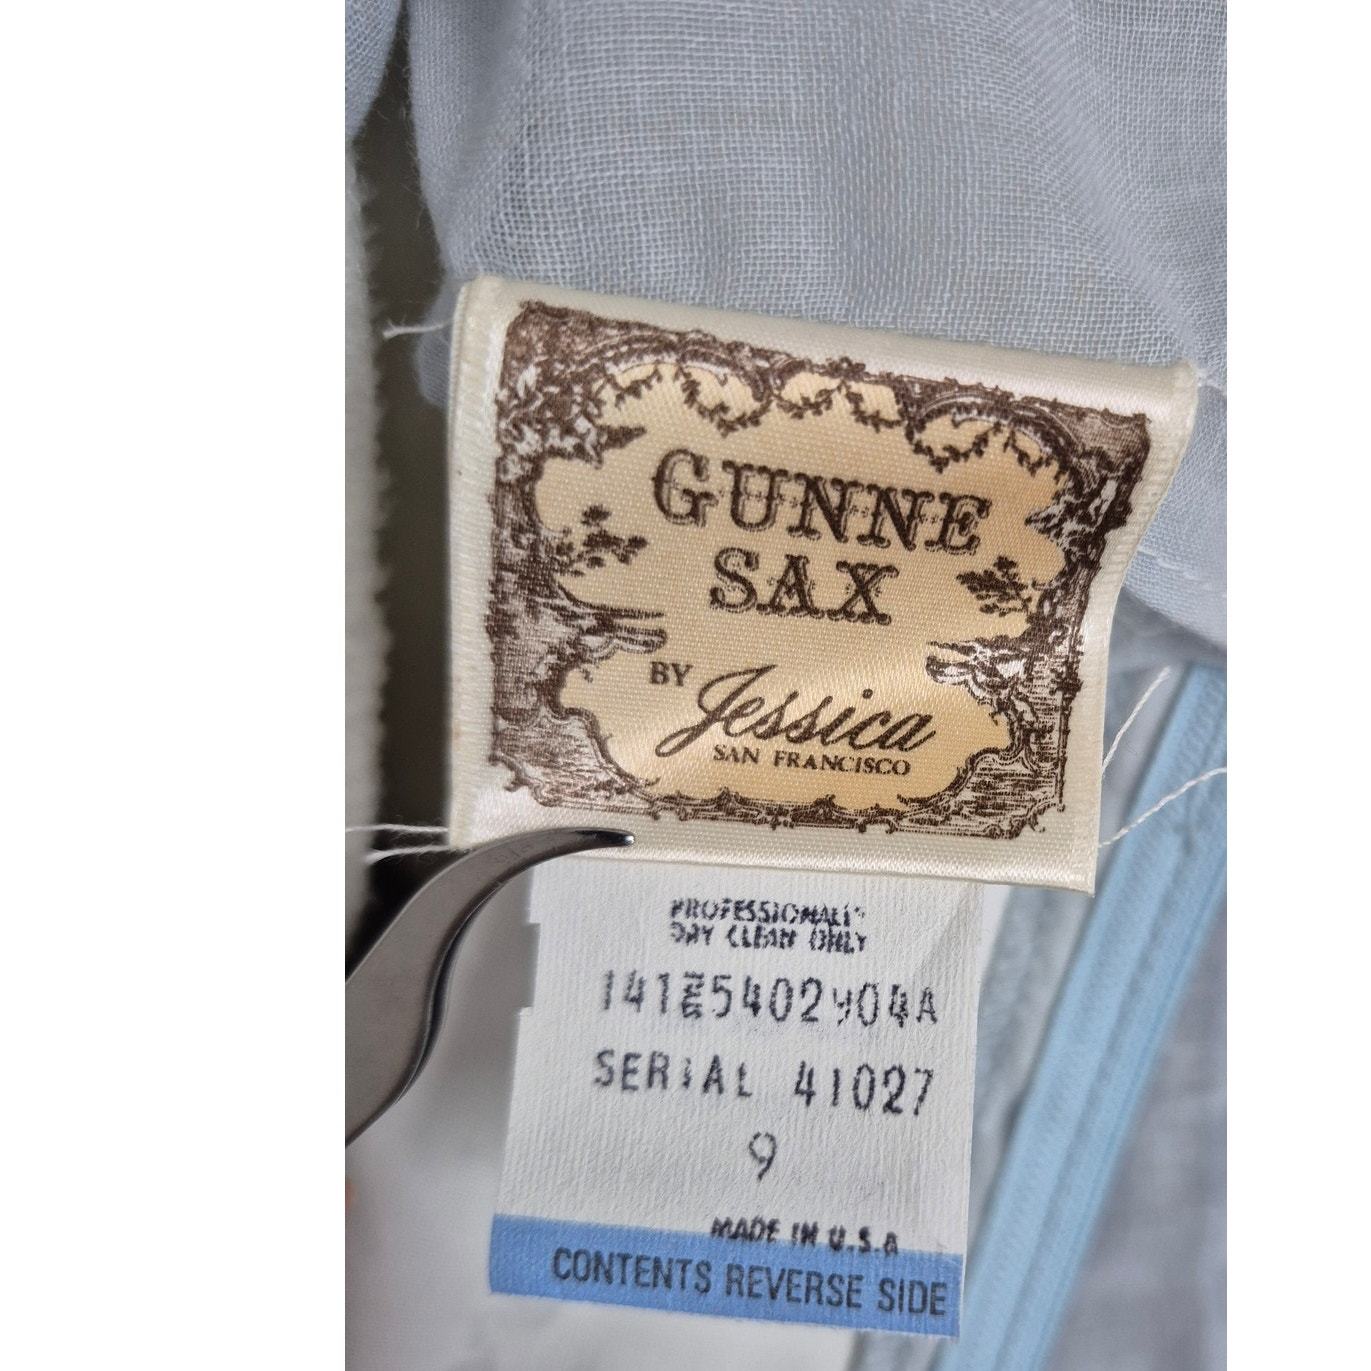 GUNNE
SAX
BY Jessica
SAN FRANCISCO
PROFESSIONALLY
DRY CLEAN ONLY
SERIAL 41027
9
MADE IN U.S.A
CONTENTS REVERSE SIDE